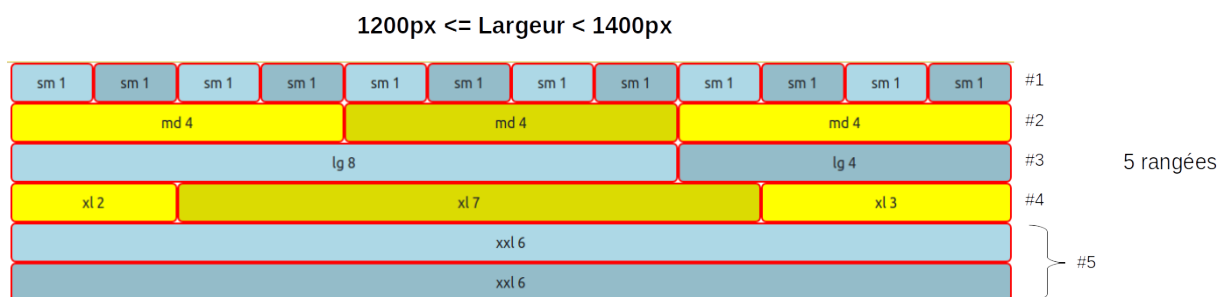 1200px <= Largeur < 1400px
sm 1 sm 1 sm 1 sm 1 sm 1 sm 1 sm 1 sm 1 sm 1 sm 1 sm 1 sm 1 #1
md 4 md 4 md 4 #2
lg 8 lg 4 #3 5 rangées
xl 2 xl 7 xl 3 #4
xxl 6
#5
xxl 6